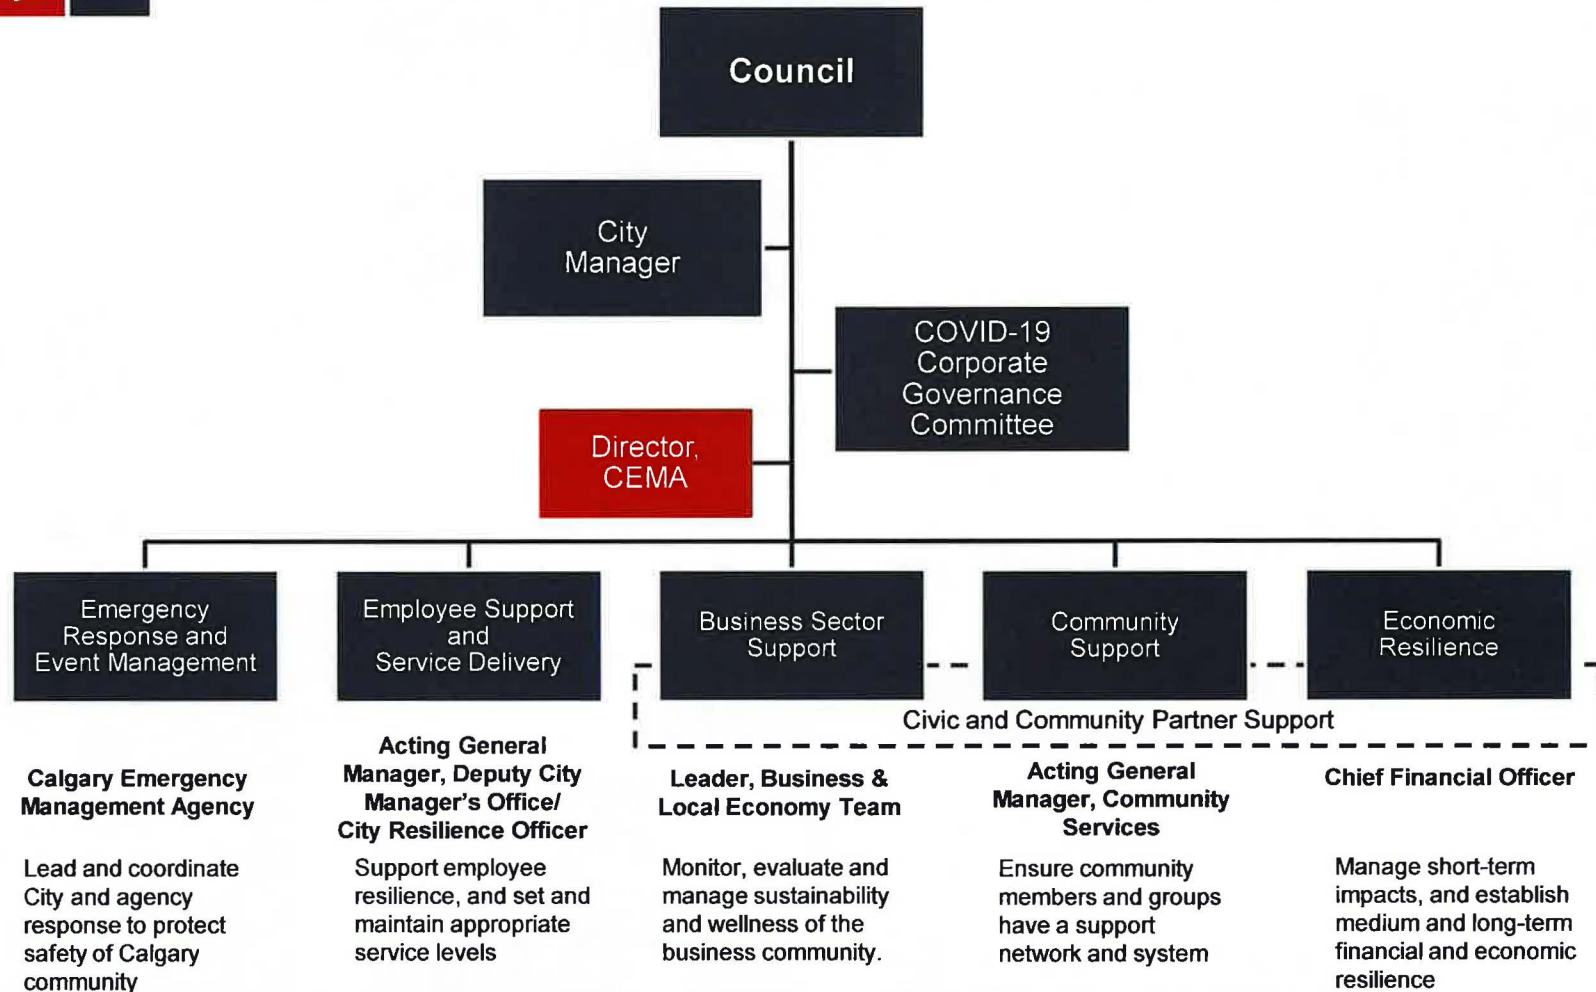 Council
City
Manager
COVID-19
Corporate
Governance
Committee
Director,
CEMA
Emergency
Response and
Event Management
Employee Support
and
Service Delivery
Business Sector
Support
Community
Support
Economic
Resilience
Civic and Community Partner Support
Calgary Emergency
Management Agency
Lead and coordinate
City and agency
response to protect
safety of Calgary
community
Acting General
Manager, Deputy City
Manager's Office/
City Resilience Officer
Support employee
resilience, and set and
maintain appropriate
service levels
Leader, Business &
Local Economy Team
Monitor, evaluate and
manage sustainability
and wellness of the
business community.
Acting General
Manager, Community
Services
Ensure community
members and groups
have a support
network and system
Chief Financial Officer
Manage short-term
impacts, and establish
medium and long-term
financial and economic
resilience